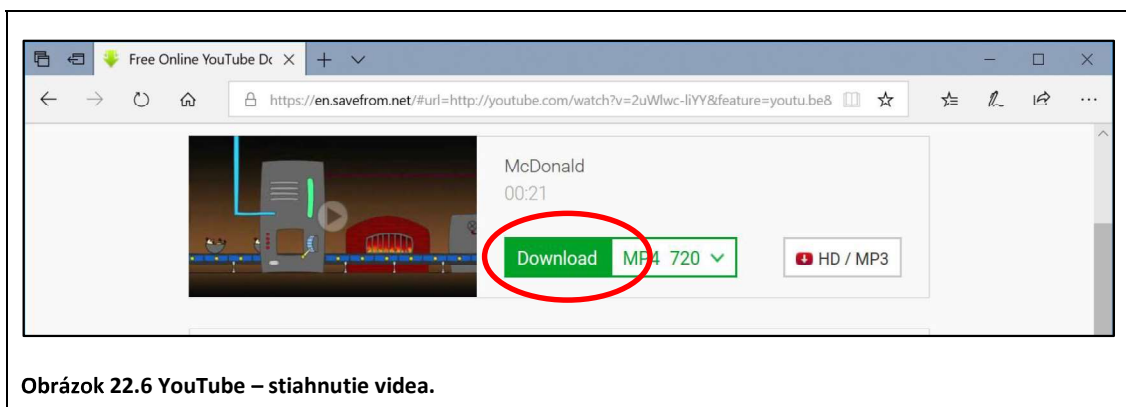 Free Online YouTube Dc
https://en.savefrom.net/#url=http://youtube.com/watch?v=2uWlwc-liYY&feature=youtu.be&
McDonald
00:21
Download MP4 720
HD / MP3
Obrázok 22.6 YouTube – stiahnutie videa.